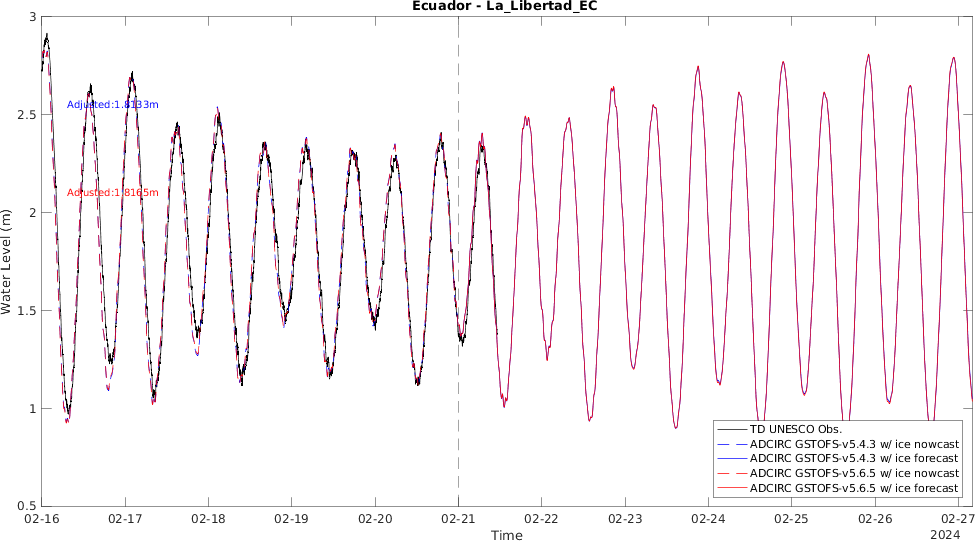 Ecuador - La_Libertad_EC
3
2.5
2
1.5
1
0.5
Water Level (m)
Adjusted:1.8133m
Adjusted:1.8165m
TD UNESCO Obs.
ADCIRC GSTOFS-v5.4.3 w/ ice nowcast
ADCIRC GSTOFS-v5.4.3 w/ ice forecast
ADCIRC GSTOFS-v5.6.5 w/ ice nowcast
ADCIRC GSTOFS-v5.6.5 w/ ice forecast
02-16 02-17 02-18 02-19 02-20 02-21 02-22 02-23 02-24 02-25 02-26 02-27
Time
2024